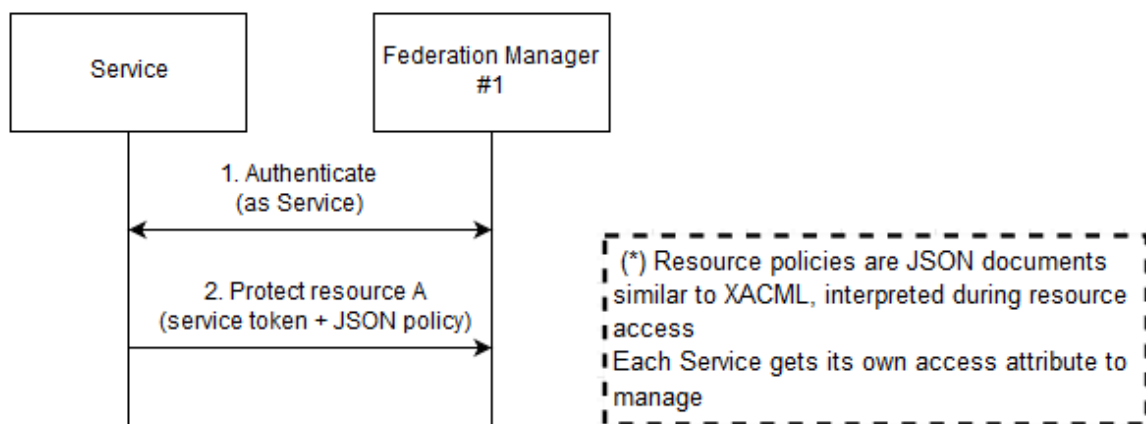 Service
Federation Manager
#1
1. Authenticate
(as Service)
2. Protect resource A
(service token + JSON policy)
(*) Resource policies are JSON documents
similar to XACML, interpreted during resource
access
Each Service gets its own access attribute to
manage